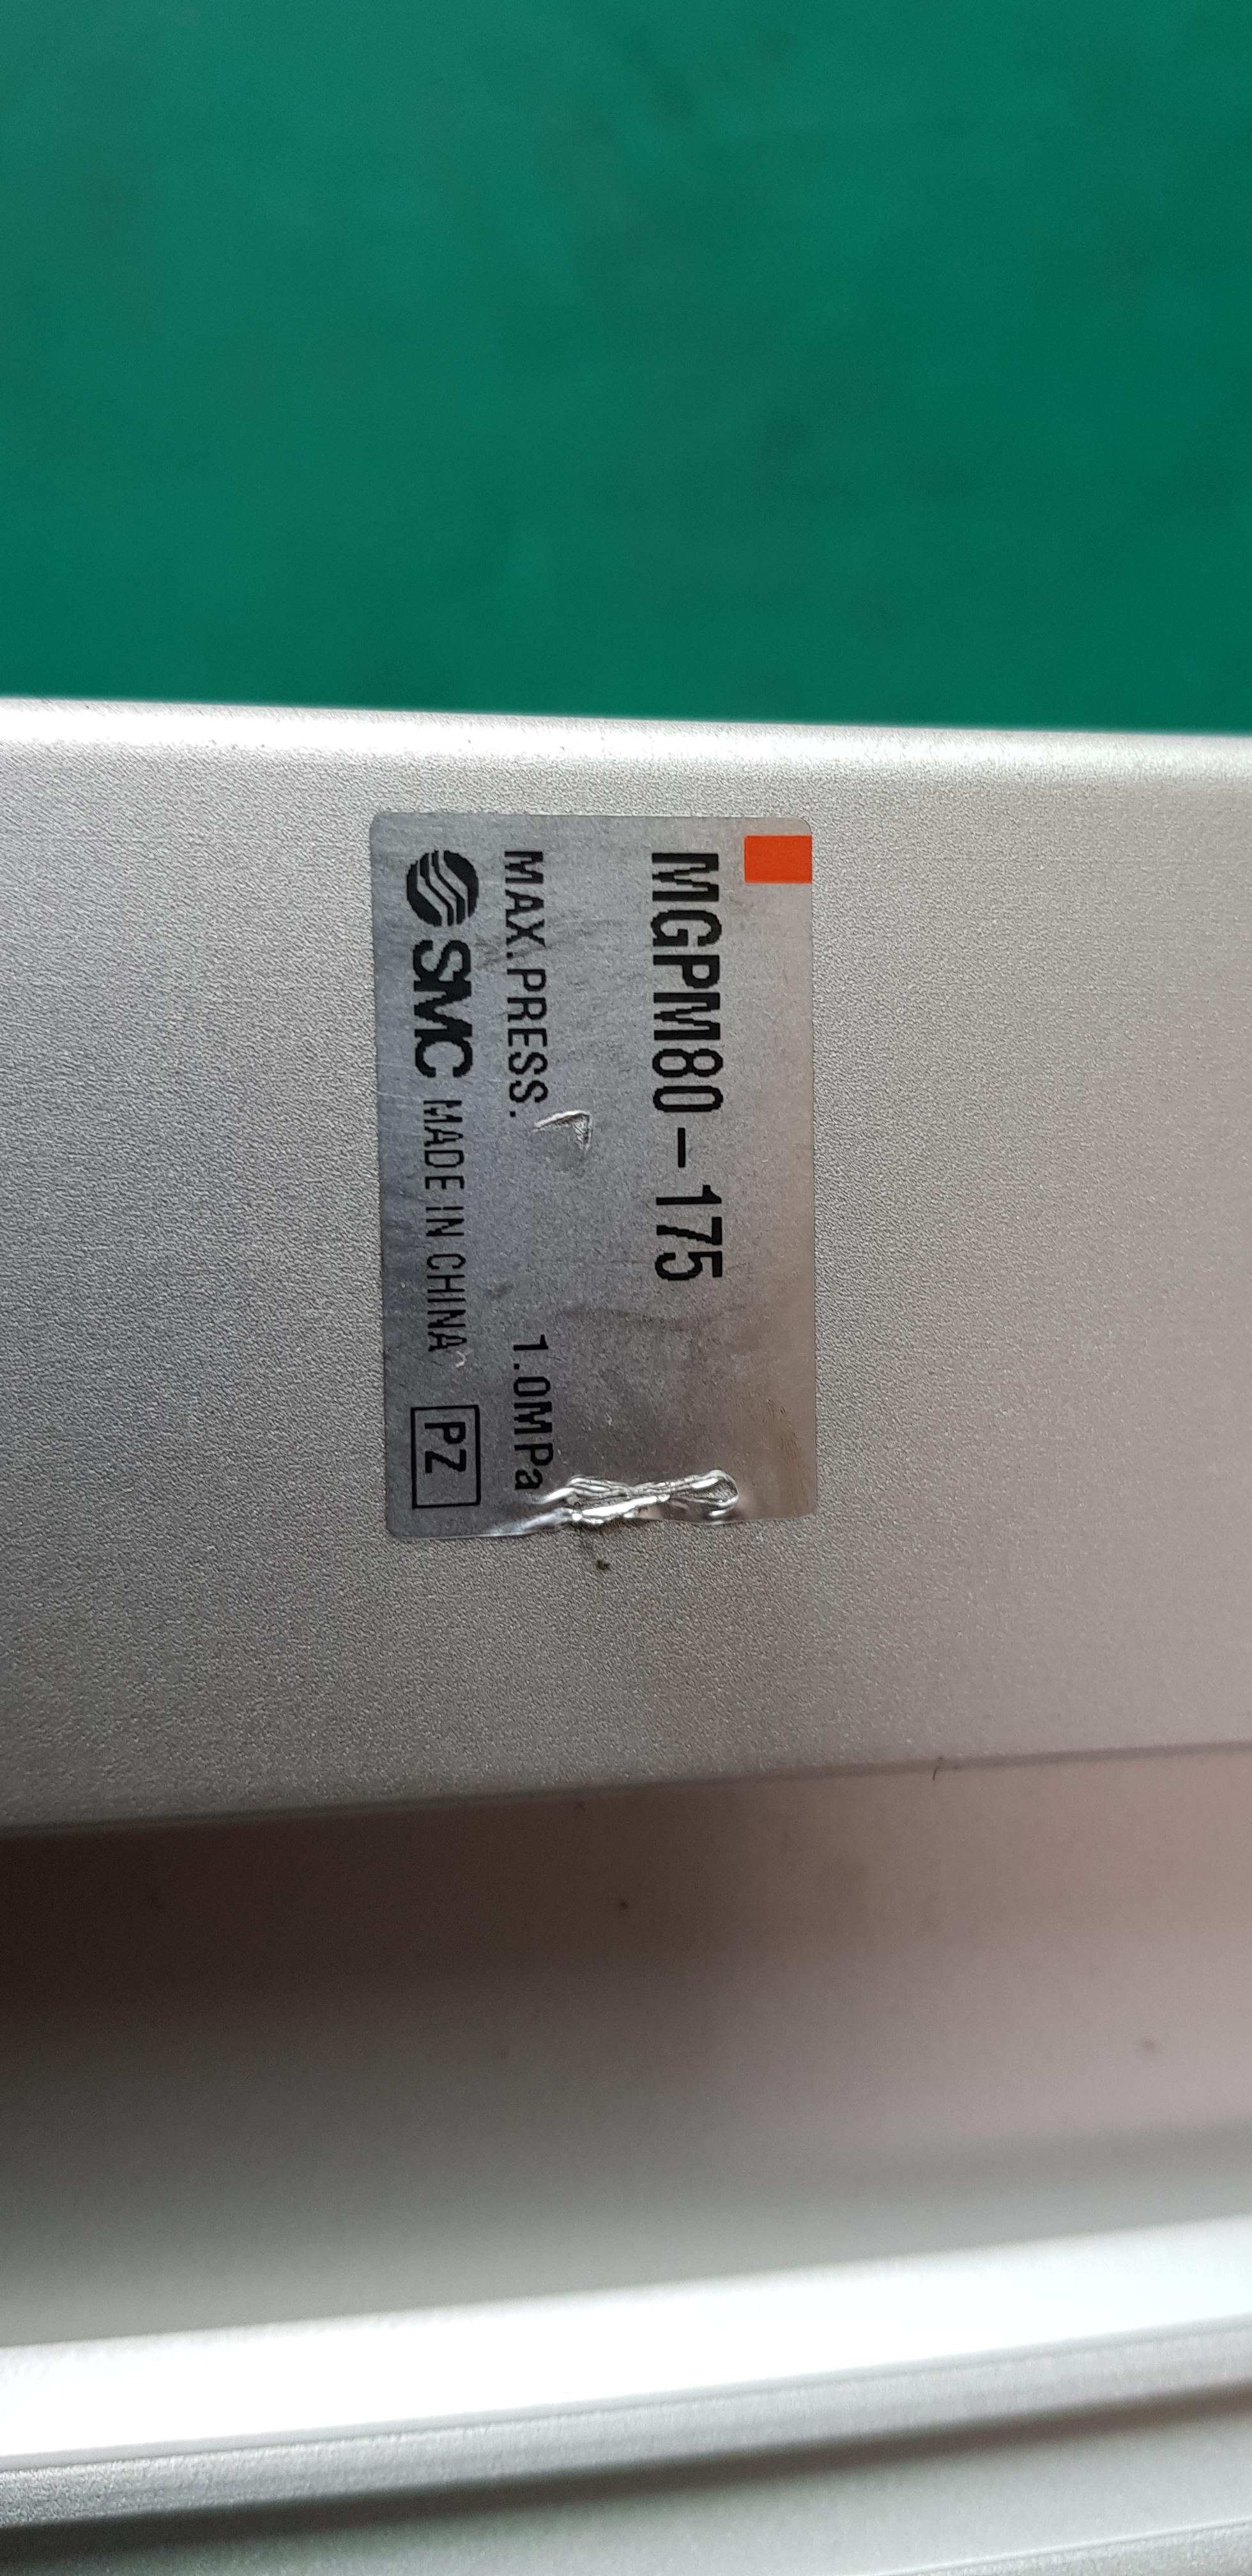 MGPM80-175
MAX.PRESS. 1.0MPa
SMC MADE IN CHINA PZ